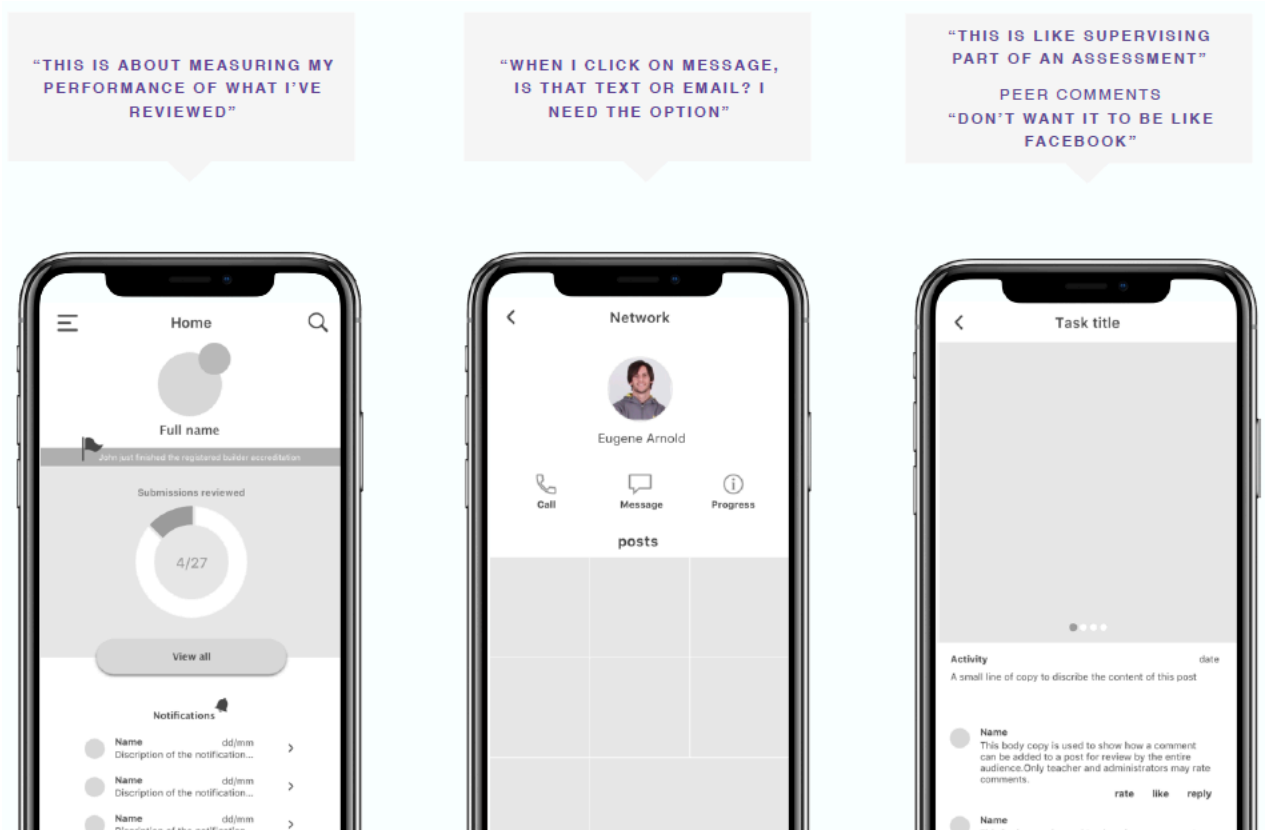 “THIS IS ABOUT MEASURING MY
PERFORMANCE OF WHAT I’VE
REVIEWED”
“WHEN I CLICK ON MESSAGE,
IS THAT TEXT OR EMAIL? I
NEED THE OPTION”
“THIS IS LIKE SUPERVISING
PART OF AN ASSESSMENT”
PEER COMMENTS
“DON’T WANT IT TO BE LIKE
FACEBOOK”
Home
Full name
John just finished the registered builder accreditation
Submissions reviewed
4/27
View all
Notifications
Name dd/mm
Discription of the notification...
Name dd/mm
Discription of the notification...
Name dd/mm
Discription of the notification...
Network
Eugene Arnold
Call Message Progress
posts
Task title
Activity date
A small line of copy to discribe the content of this post
Name
This body copy is used to show how a comment
can be added to a post for review by the entire
audience.Only teacher and administrators may rate
comments.
rate like reply
Name